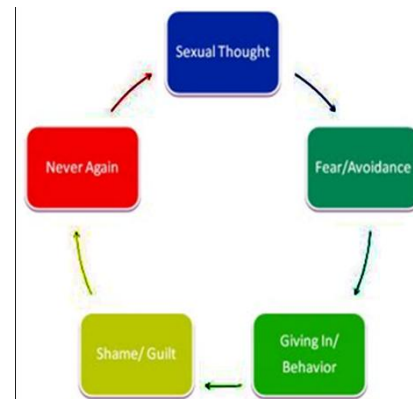 Sexual Thought
Fear/Avoidance
Giving In/
Behavior
Shame/ Guilt
Never Again